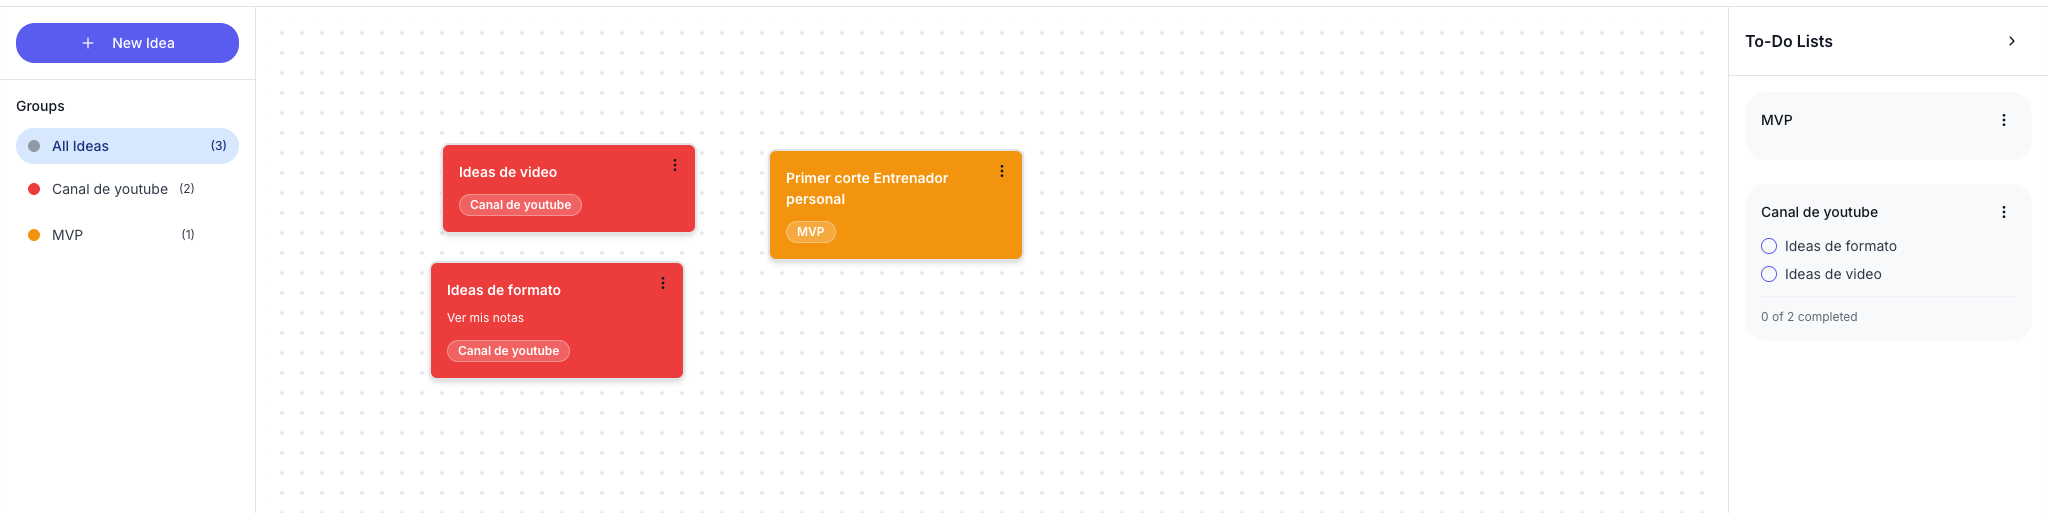 New Idea
Groups
All Ideas (3)
Canal de youtube (2)
MVP (1)
Ideas de video
Canal de youtube
Ideas de formato
Ver mis notas
Canal de youtube
Primer corte Entrenador
personal
MVP
To-Do Lists
MVP
Canal de youtube
Ideas de formato
Ideas de video
0 of 2 completed